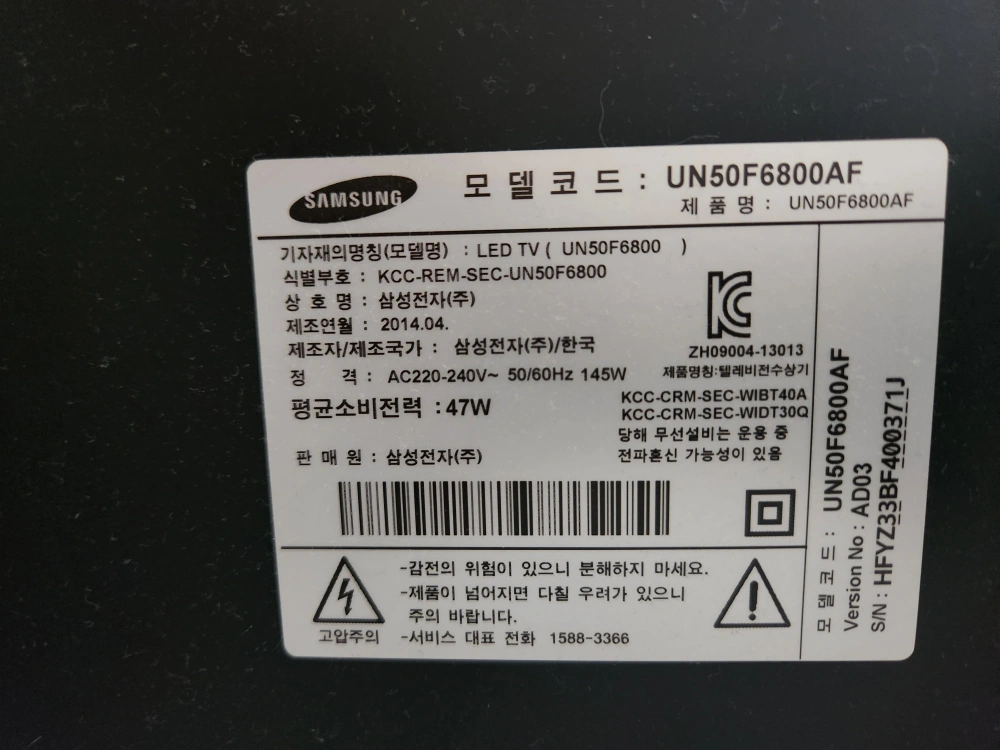 SAMSUNG
모델코드 : UN50F6800AF
제 품 명 : UN50F6800AF
기자재의명칭(모델명) : LED TV ( UN50F6800 )
식별부호 : KCC-REM-SEC-UN50F6800
상 호 명 : 삼성전자(주)
제조연월 : 2014.04.
제조자/제조국가 : 삼성전자(주)/한국
정 격 : AC220-240V~ 50/60Hz 145W
평균소비전력 :47W
판 매 원 : 삼성전자(주)
ZH09004-13013
제품명칭:텔레비전수상기
KCC-CRM-SEC-WIBT40A
KCC-CRM-SEC-WIDT30Q
당해 무선설비는 운용 중
전파혼신 가능성이 있음
고압주의
-감전의 위험이 있으니 분해하지 마세요.
-제품이 넘어지면 다칠 우려가 있으니
주의 바랍니다.
-서비스 대표 전화 1588-3366
모델코드 : UN50F6800AF
Version No : AD03
S/N : HFYZ33BF400371J